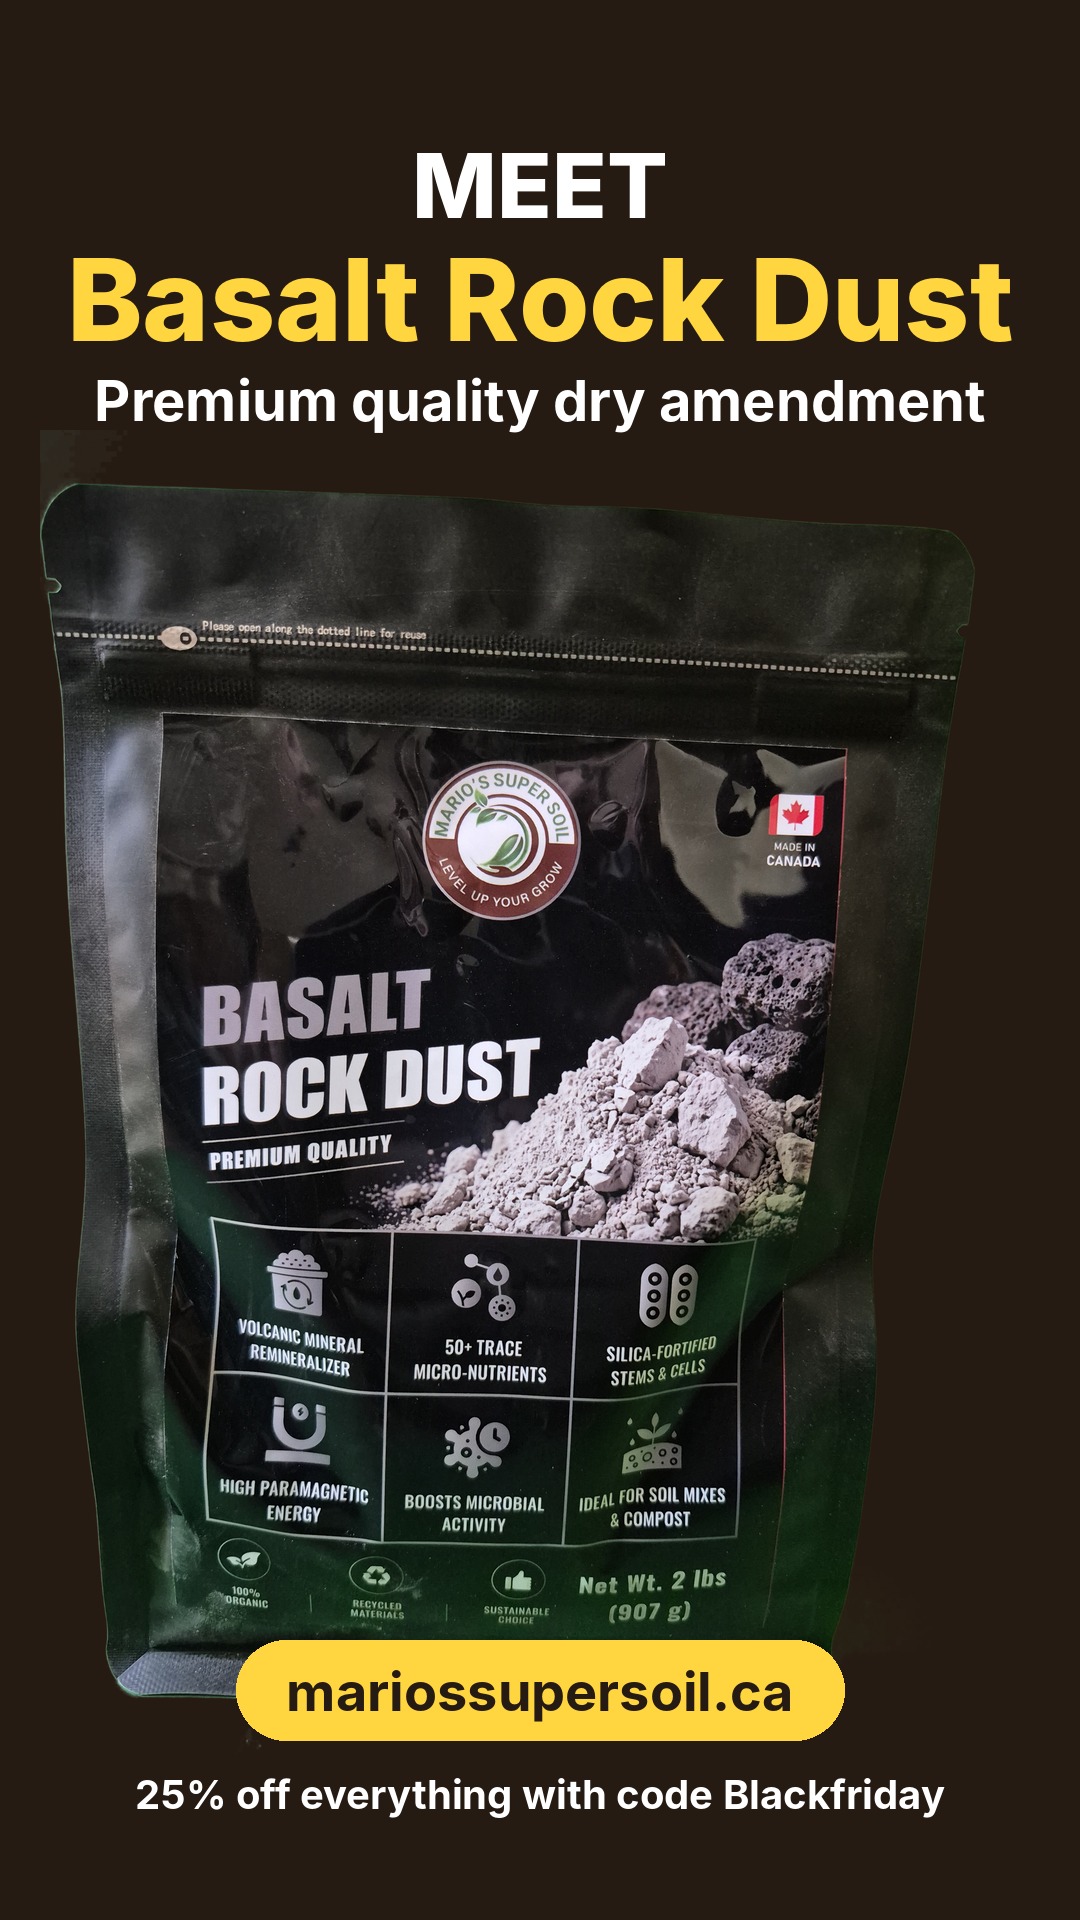 MEET
Basalt Rock Dust
Premium quality dry amendment
Please open along the dotted line for reuse
MARIO'S SUPER SOIL
LEVEL UP YOUR GROW
MADE IN
CANADA
BASALT
ROCK DUST
PREMIUM QUALITY
VOLCANIC MINERAL
REMINERALIZER
50+ TRACE
MICRO-NUTRIENTS
SILICA-FORTIFIED
STEMS & CELLS
HIGH PARAMAGNETIC
ENERGY
BOOSTS MICROBIAL
ACTIVITY
IDEAL FOR SOIL MIXES
& COMPOST
100%
ORGANIC
RECYCLED
MATERIALS
SUSTAINABLE
CHOICE
Net Wt. 2 lbs
(907 g)
mariossupersoil.ca
25% off everything with code Blackfriday